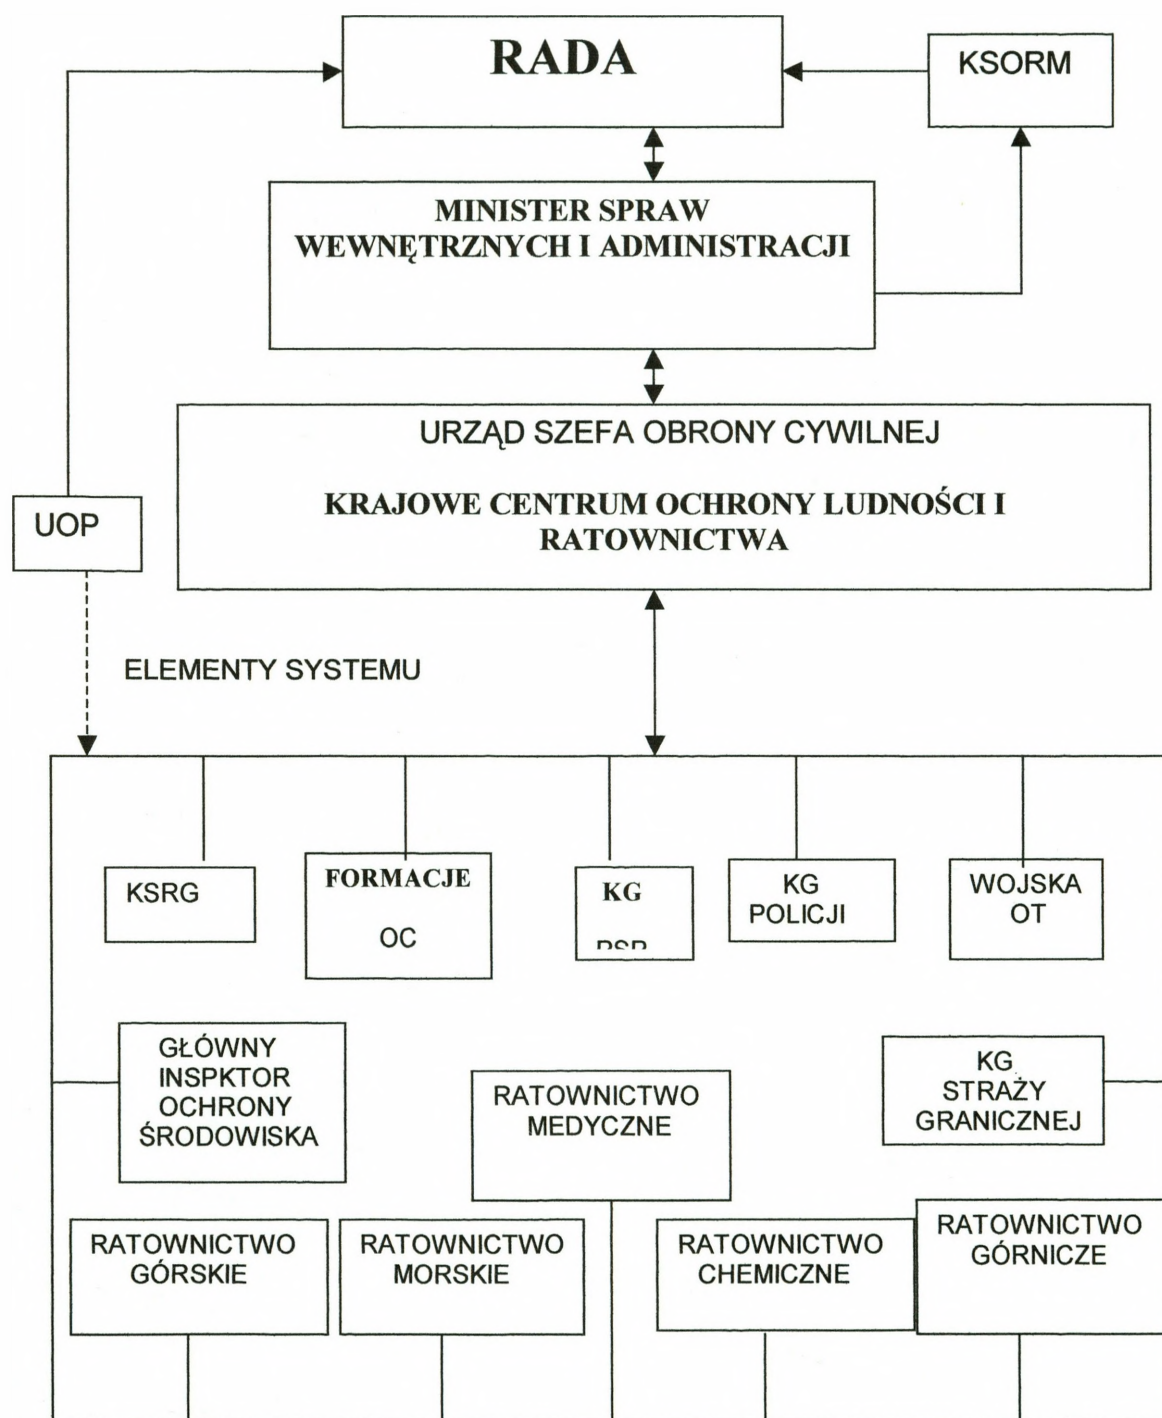 RADA
KSORM
MINISTER SPRAW
WEWNĘTRZNYCH I ADMINISTRACJI
URZĄD SZEFA OBRONY CYWILNEJ
KRAJOWE CENTRUM OCHRONY LUDNOŚCI I
RATOWNICTWA
UOP
ELEMENTY SYSTEMU
KSRG
FORMACJE
OC
KG
PSP
KG
POLICJI
WOJSKA
OT
GŁÓWNY
INSPKTOR
OCHRONY
ŚRODOWISKA
RATOWNICTWO
MEDYCZNE
KG
STRAŻY
GRANICZNEJ
RATOWNICTWO
GÓRSKIE
RATOWNICTWO
MORSKIE
RATOWNICTWO
CHEMICZNE
RATOWNICTWO
GÓRNICZE